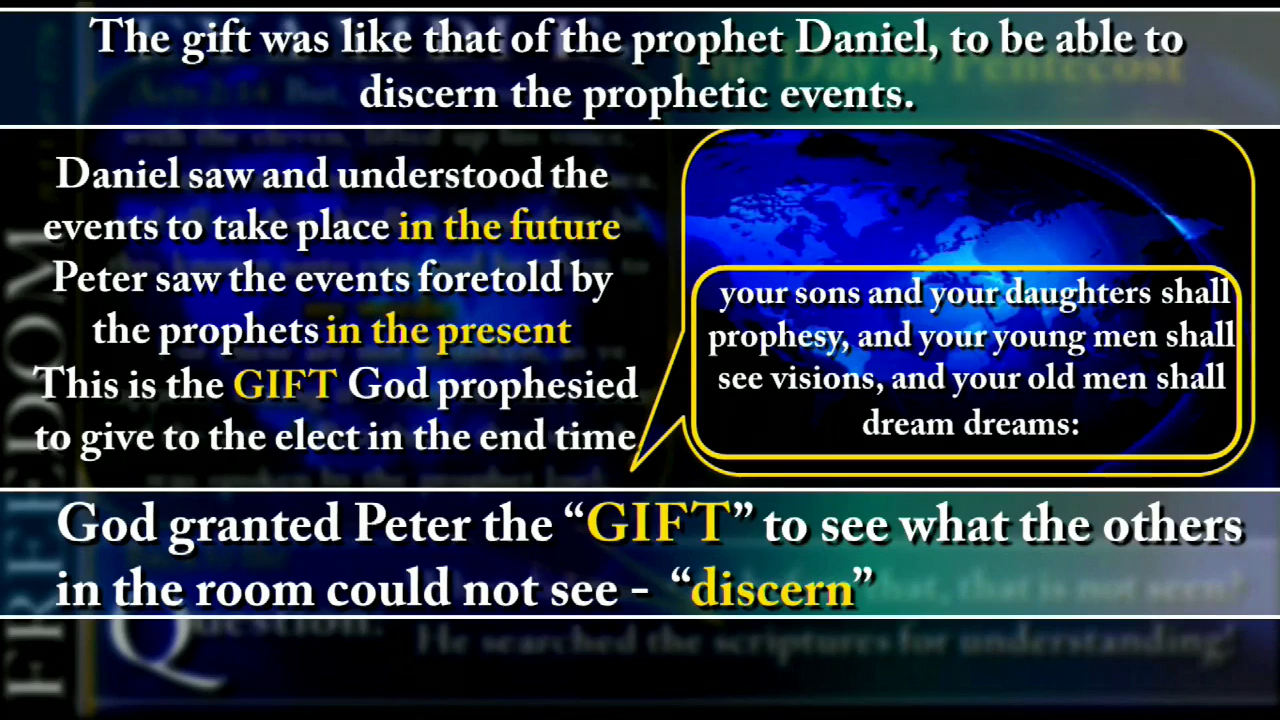 The gift was like that of the prophet Daniel, to be able to
discern the prophetic events.
Daniel saw and understood the
events to take place in the future
Peter saw the events foretold by
the prophets in the present
This is the GIFT God prophesied
to give to the elect in the end time
your sons and your daughters shall
prophesy, and your young men shall
see visions, and your old men shall
dream dreams:
God granted Peter the “GIFT” to see what the others
in the room could not see - “discern”
FREEDOM
Question.
He searched the scriptures for understanding!